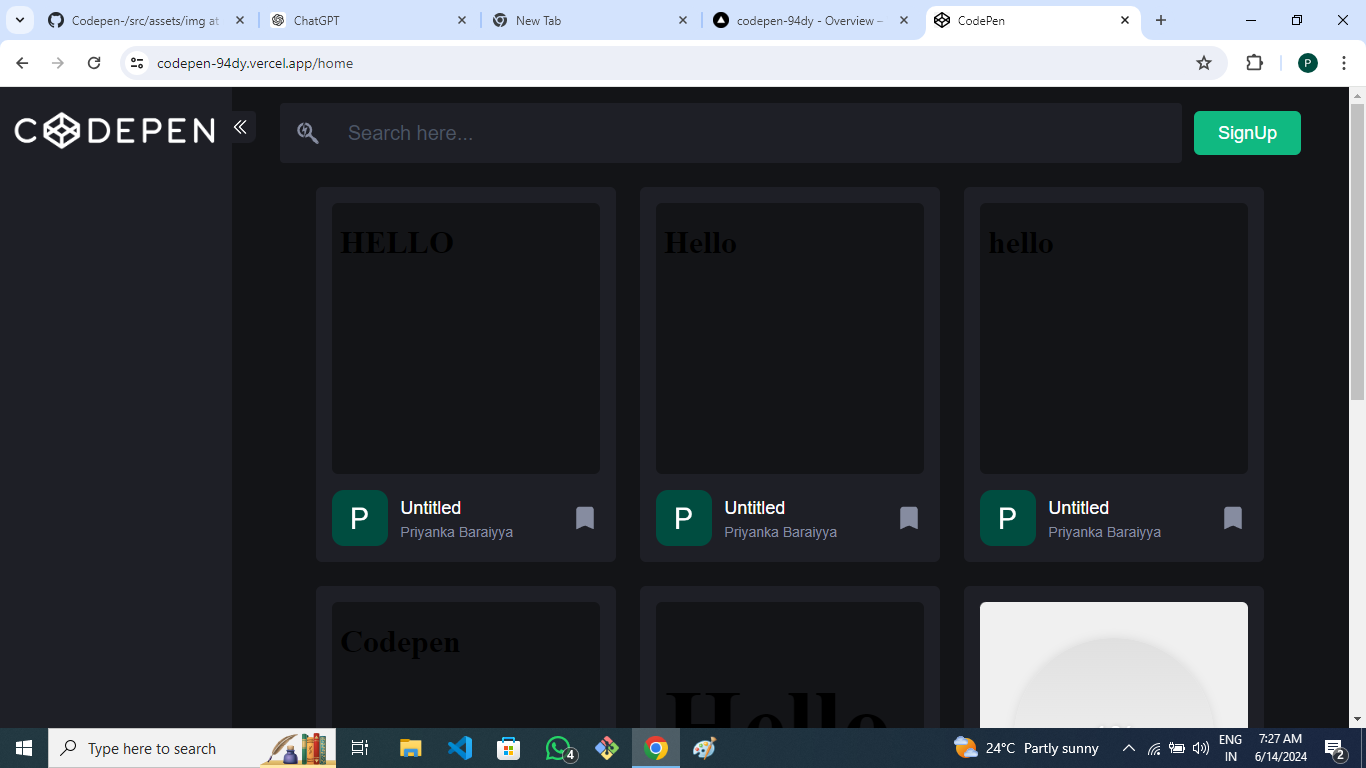 Codepen-/src/assets/img at
ChatGPT
New Tab
codepen-94dy - Overview –
CodePen
codepen-94dy.vercel.app/home
P
CODEPEN
Search here...
SignUp
HELLO
Hello
hello
P
Untitled
Priyanka Baraiyya
P
Untitled
Priyanka Baraiyya
P
Untitled
Priyanka Baraiyya
Codepen
Hello
Type here to search
4
24°C Partly sunny
ENG
IN
7:27 AM
6/14/2024
2